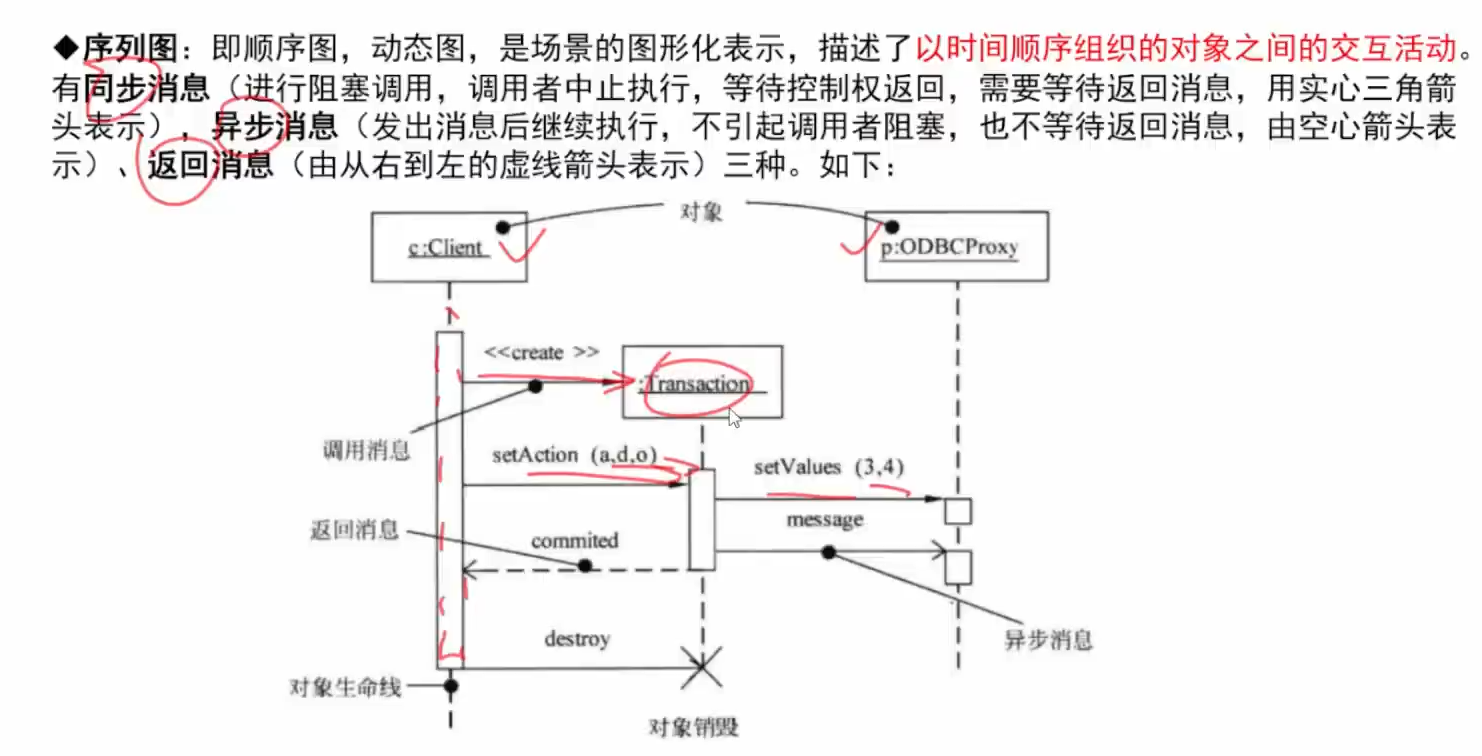 ◆序列图：即顺序图，动态图，是场景的图形化表示，描述了以时间顺序组织的对象之间的交互活动。
有同步消息（进行阻塞调用，调用者中止执行，等待控制权返回，需要等待返回消息，用实心三角箭
头表示），异步消息（发出消息后继续执行，不引起调用者阻塞，也不等待返回消息，由空心箭头表
示）、返回消息（由从右到左的虚线箭头表示）三种。如下：
对象
c:Client
p:ODBCProxy
<<create >>
:Transaction
调用消息
setAction (a,d,o)
setValues (3,4)
返回消息
commited
message
destroy
异步消息
对象生命线
对象销毁